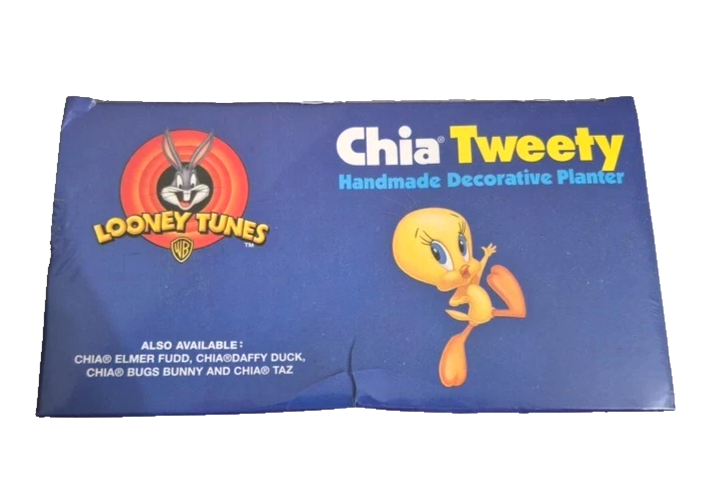 LOONEY TUNES
TM
WB
ALSO AVAILABLE:
CHIA® ELMER FUDD, CHIA®DAFFY DUCK,
CHIA® BUGS BUNNY AND CHIA® TAZ
Chia® Tweety
Handmade Decorative Planter